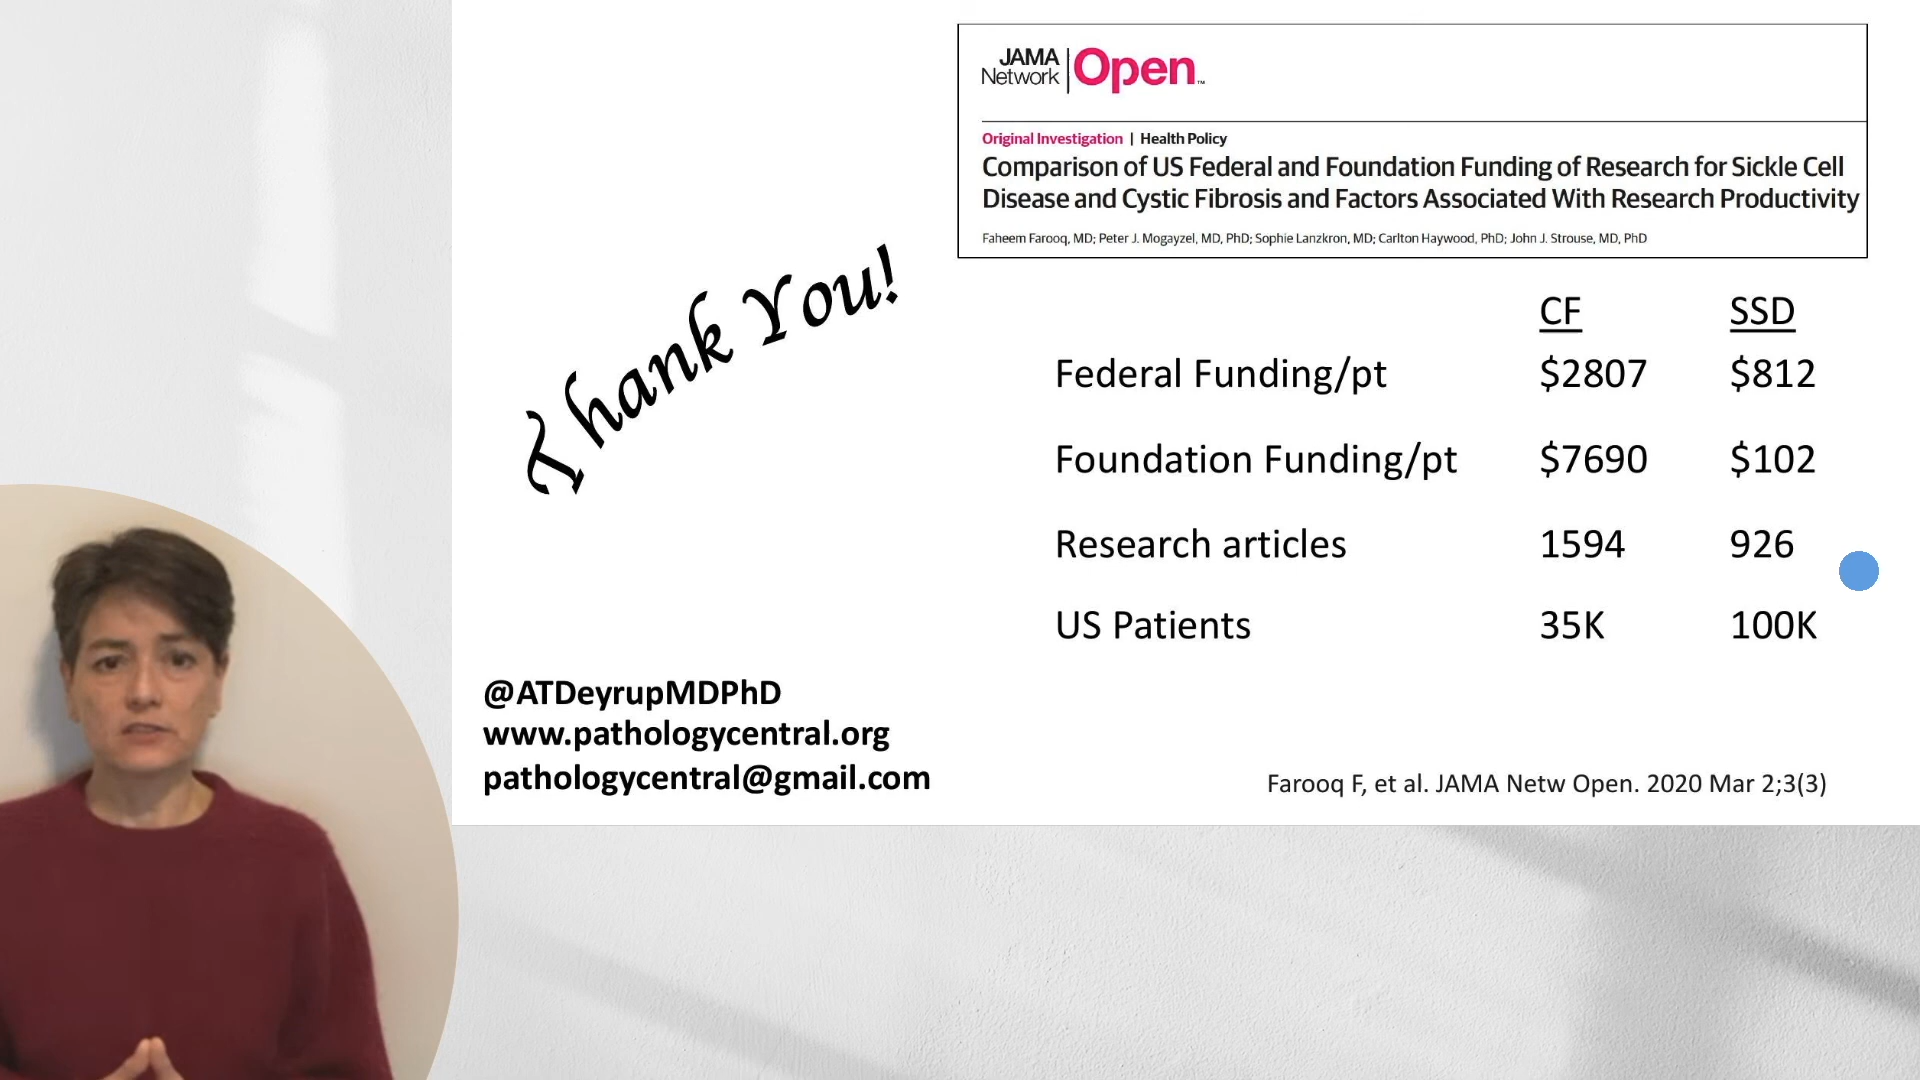 JAMA
Network
Open™
Original Investigation | Health Policy
Comparison of US Federal and Foundation Funding of Research for Sickle Cell
Disease and Cystic Fibrosis and Factors Associated With Research Productivity
Faheem Farooq, MD; Peter J. Mogayzel, MD, PhD; Sophie Lanzkron, MD; Carlton Haywood, PhD; John J. Strouse, MD, PhD
Thank You!
CF SSD
Federal Funding/pt $2807 $812
Foundation Funding/pt $7690 $102
Research articles 1594 926
US Patients 35K 100K
@ATDeyrupMDPhD
www.pathologycentral.org
pathologycentral@gmail.com
Farooq F, et al. JAMA Netw Open. 2020 Mar 2;3(3)